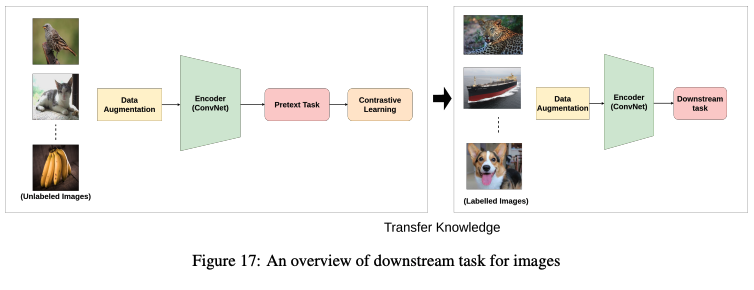 Data
Augmentation
Encoder
(ConvNet)
Pretext Task
Contrastive
Learning
(Unlabeled Images)
Data
Augmentation
Encoder
(ConvNet)
Downstream
task
(Labelled Images)
Transfer Knowledge
Figure 17: An overview of downstream task for images